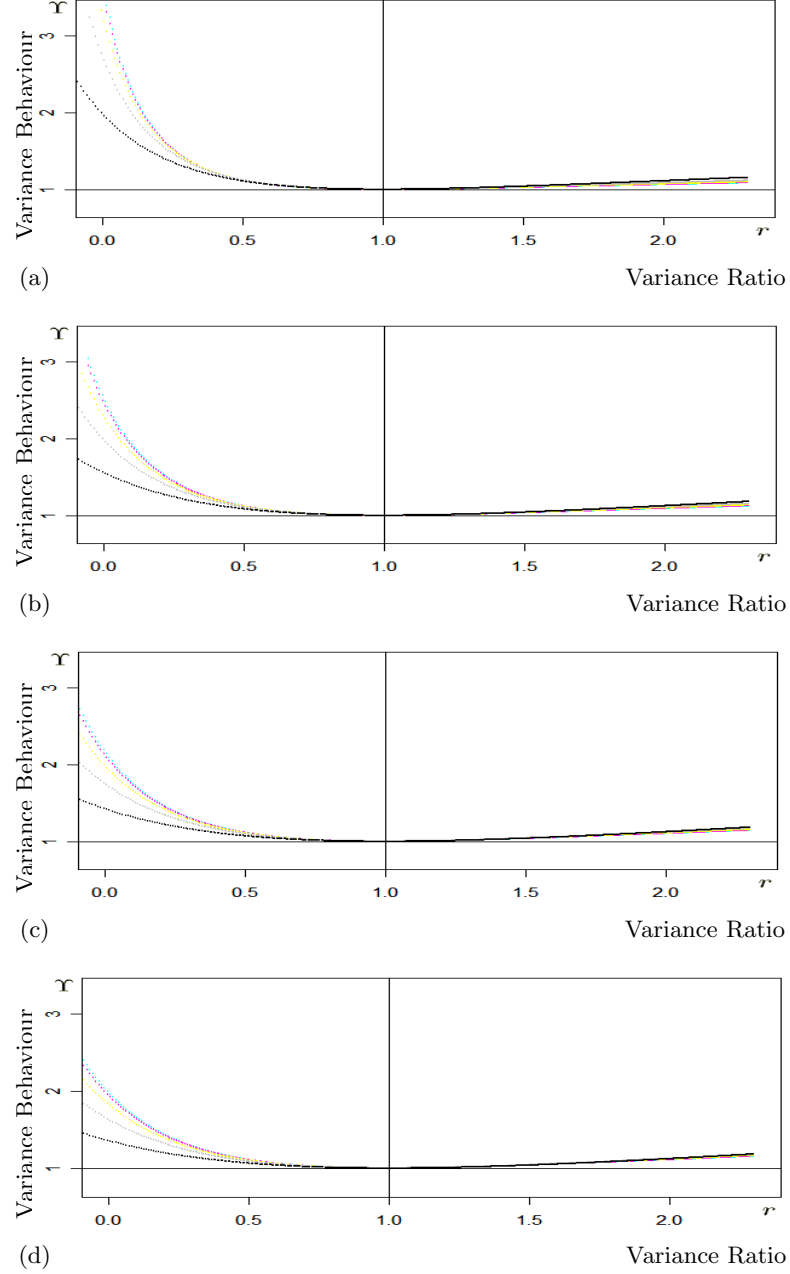 ϒ
Variance Behaviour
3
2
1
0.0 0.5 1.0 1.5 2.0 r
(a) Variance Ratio
ϒ
Variance Behaviour
3
2
1
0.0 0.5 1.0 1.5 2.0 r
(b) Variance Ratio
ϒ
Variance Behaviour
3
2
1
0.0 0.5 1.0 1.5 2.0 r
(c) Variance Ratio
ϒ
Variance Behaviour
3
2
1
0.0 0.5 1.0 1.5 2.0 r
(d) Variance Ratio